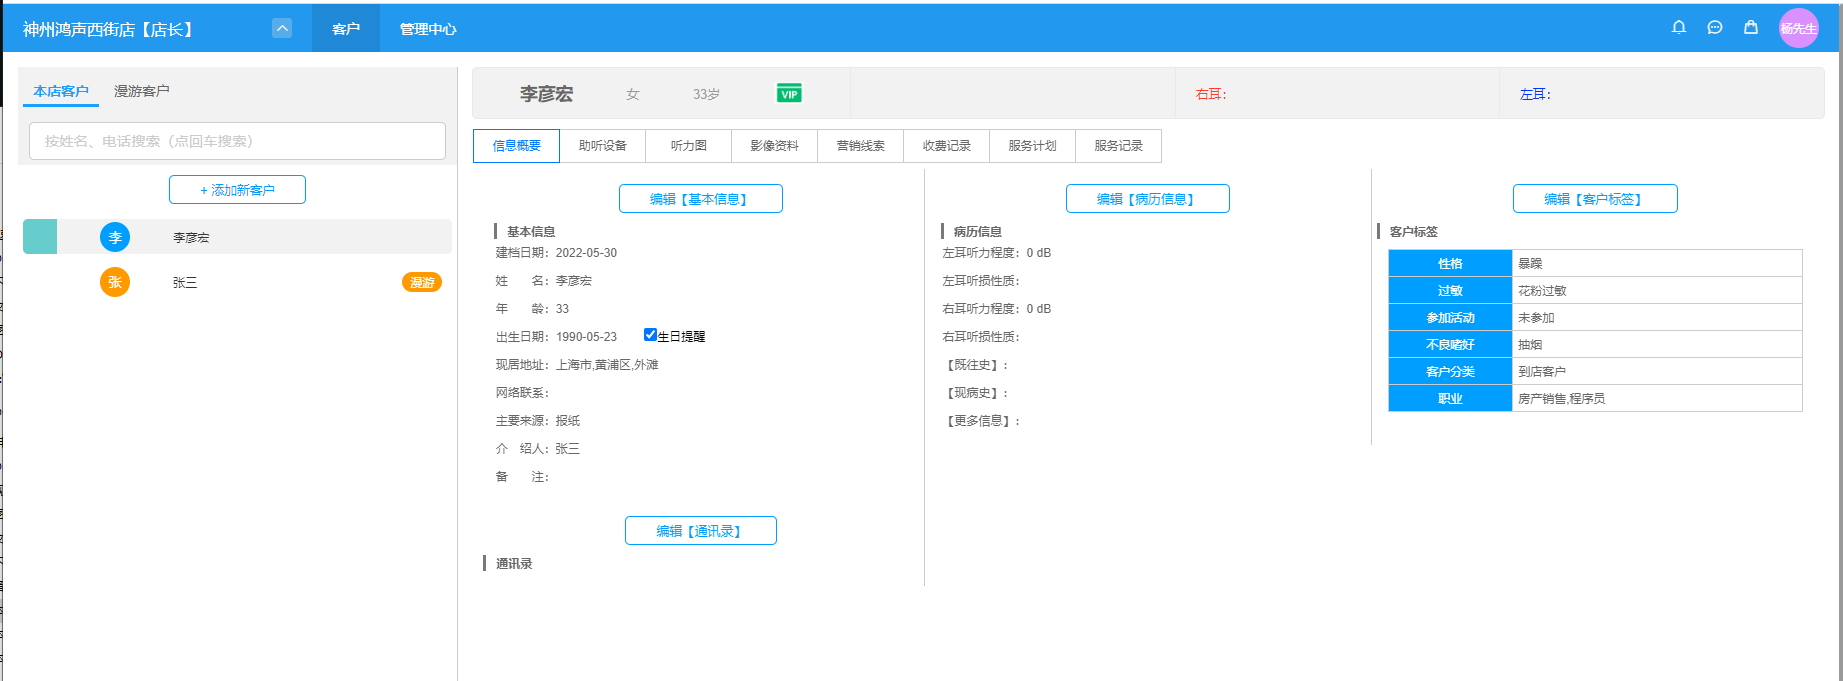 神州鸿声西街店【店长】
客户
管理中心
杨先生
本店客户
漫游客户
按姓名、电话搜索（点回车搜索）
+ 添加新客户
李
李彦宏
张
张三
漫游
李彦宏
女
33岁
VIP
右耳:
左耳:
信息概要
助听设备
听力图
影像资料
营销线索
收费记录
服务计划
服务记录
编辑【基本信息】
基本信息
建档日期: 2022-05-30
姓 名: 李彦宏
年 龄: 33
出生日期: 1990-05-23 生日提醒
现居地址: 上海市,黄浦区,外滩
网络联系:
主要来源: 报纸
介 绍人: 张三
备 注:
编辑【通讯录】
通讯录
编辑【病历信息】
病历信息
左耳听力程度: 0 dB
左耳听损性质:
右耳听力程度: 0 dB
右耳听损性质:
【既往史】:
【现病史】:
【更多信息】:
编辑【客户标签】
客户标签
性格 暴躁
过敏 花粉过敏
参加活动 未参加
不良嗜好 抽烟
客户分类 到店客户
职业 房产销售,程序员